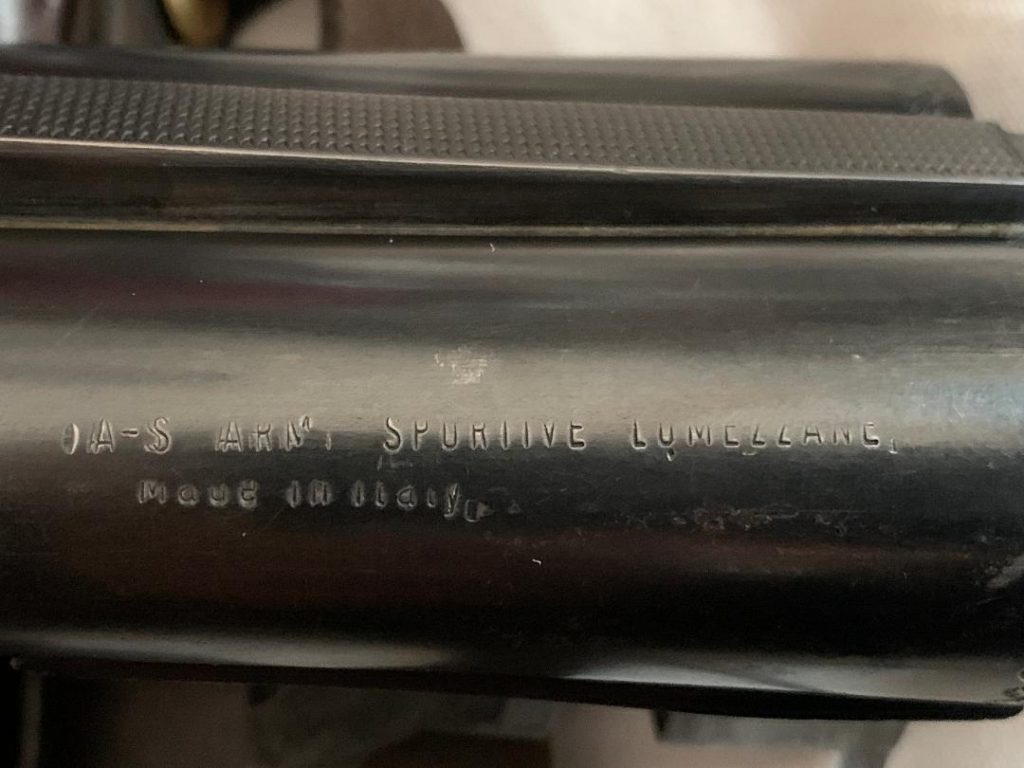 A-S ARMI SPORTIVE LUMEZZANE
Made in Italy